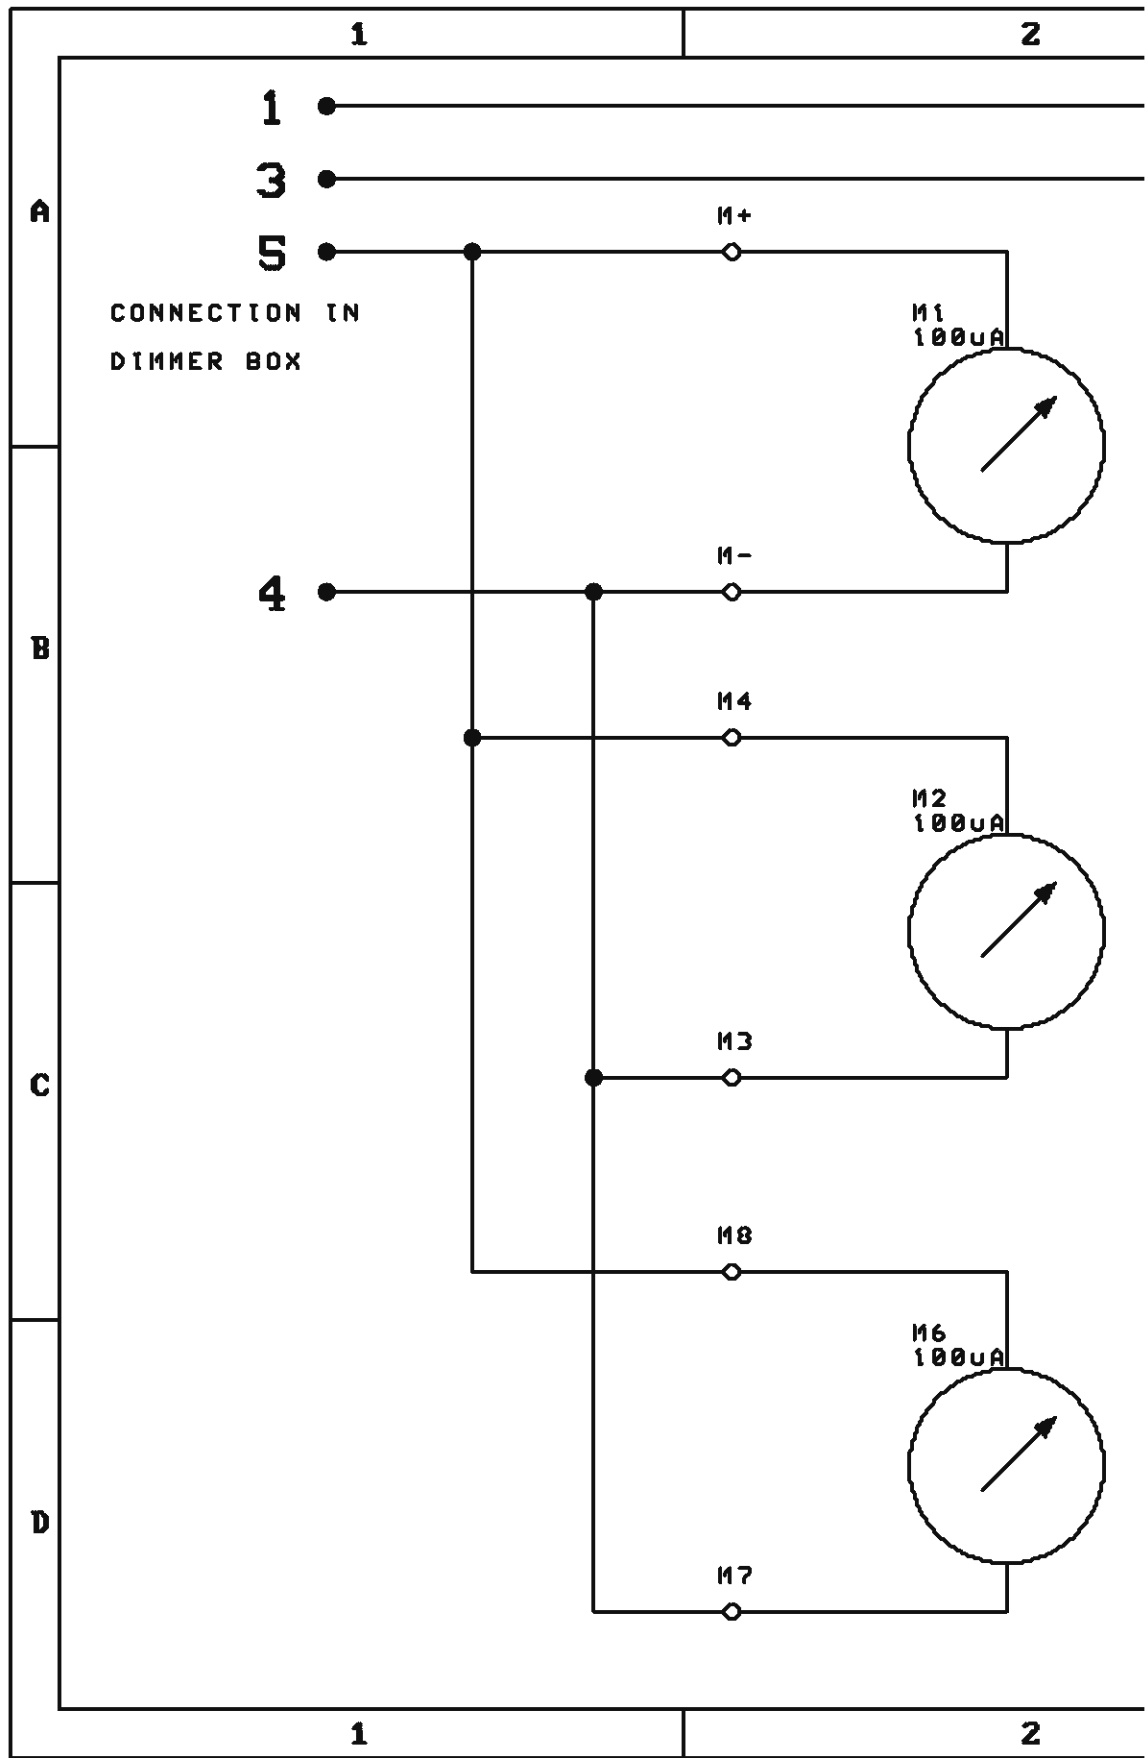 1 2
1
3
A
M+
5
CONNECTION IN
DIMMER BOX
M1
100uA
M-
4
B
M4
M2
100uA
M3
C
M8
M6
100uA
D
M7
1 2